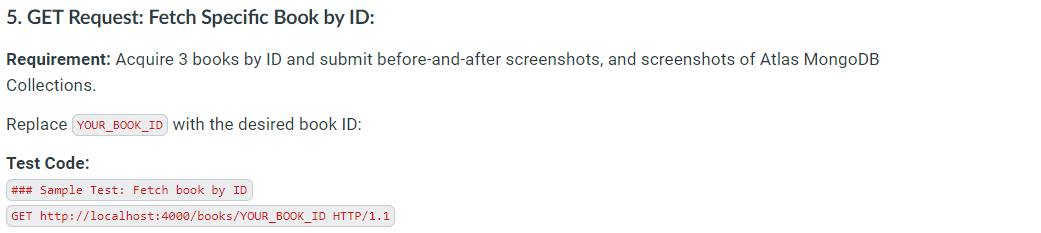 5. GET Request: Fetch Specific Book by ID:
Requirement: Acquire 3 books by ID and submit before-and-after screenshots, and screenshots of Atlas MongoDB
Collections.
Replace YOUR_BOOK_ID with the desired book ID:
Test Code:
### Sample Test: Fetch book by ID
GET http://localhost:4000/books/YOUR_BOOK_ID HTTP/1.1